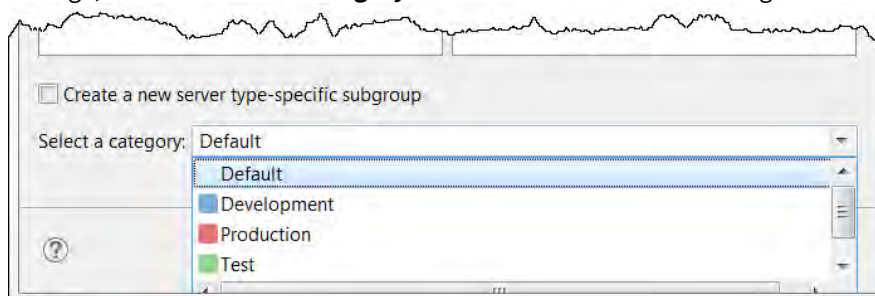 Create a new server type-specific subgroup
Select a category: Default
Default
Development
Production
Test